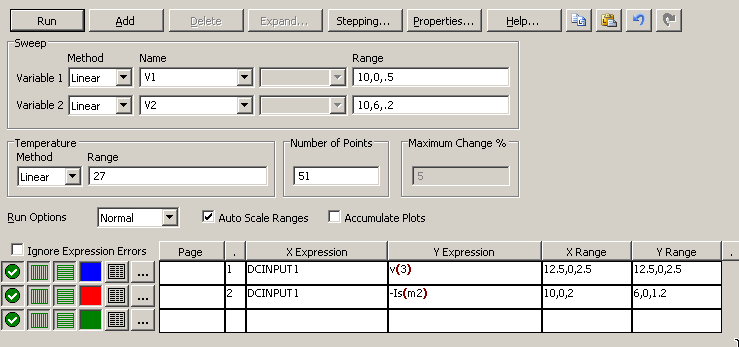 Run Add Delete Expand... Stepping... Properties... Help...
Sweep
Method Name Range
Variable 1 Linear V1 10,0,.5
Variable 2 Linear V2 10,6,.2
Temperature Number of Points Maximum Change %
Method Range
Linear 27 51 5
Run Options Normal Auto Scale Ranges Accumulate Plots
Ignore Expression Errors Page . X Expression Y Expression X Range Y Range .
... 1 DCINPUT1 v(3) 12.5,0,2.5 12.5,0,2.5
... 2 DCINPUT1 -Is(m2) 10,0,2 6,0,1.2
...